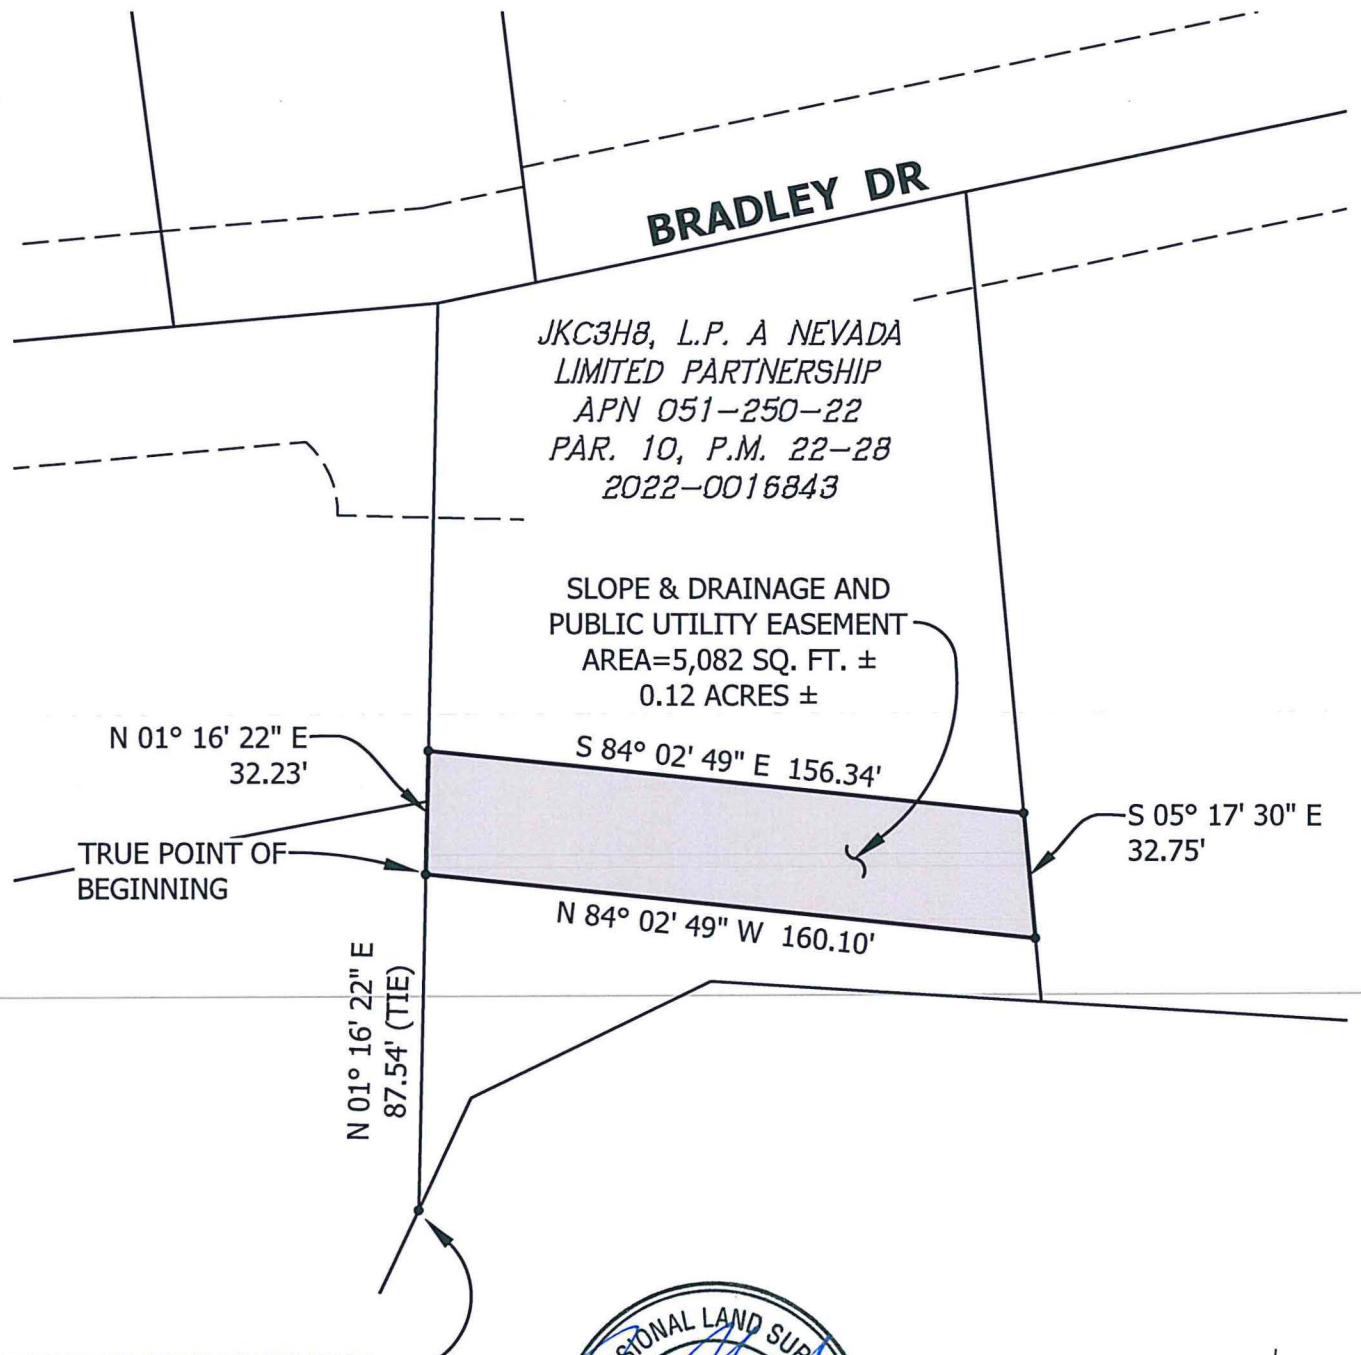 BRADLEY DR
JKC3H8, L.P. A NEVADA
LIMITED PARTNERSHIP
APN 051-250-22
PAR. 10, P.M. 22-28
2022-0016843
SLOPE & DRAINAGE AND
PUBLIC UTILITY EASEMENT
AREA=5,082 SQ. FT. ±
0.12 ACRES ±
N 01° 16' 22" E
32.23'
S 84° 02' 49" E 156.34'
S 05° 17' 30" E
32.75'
TRUE POINT OF
BEGINNING
N 84° 02' 49" W 160.10'
N 01° 16' 22" E
87.54' (TIE)
LAND